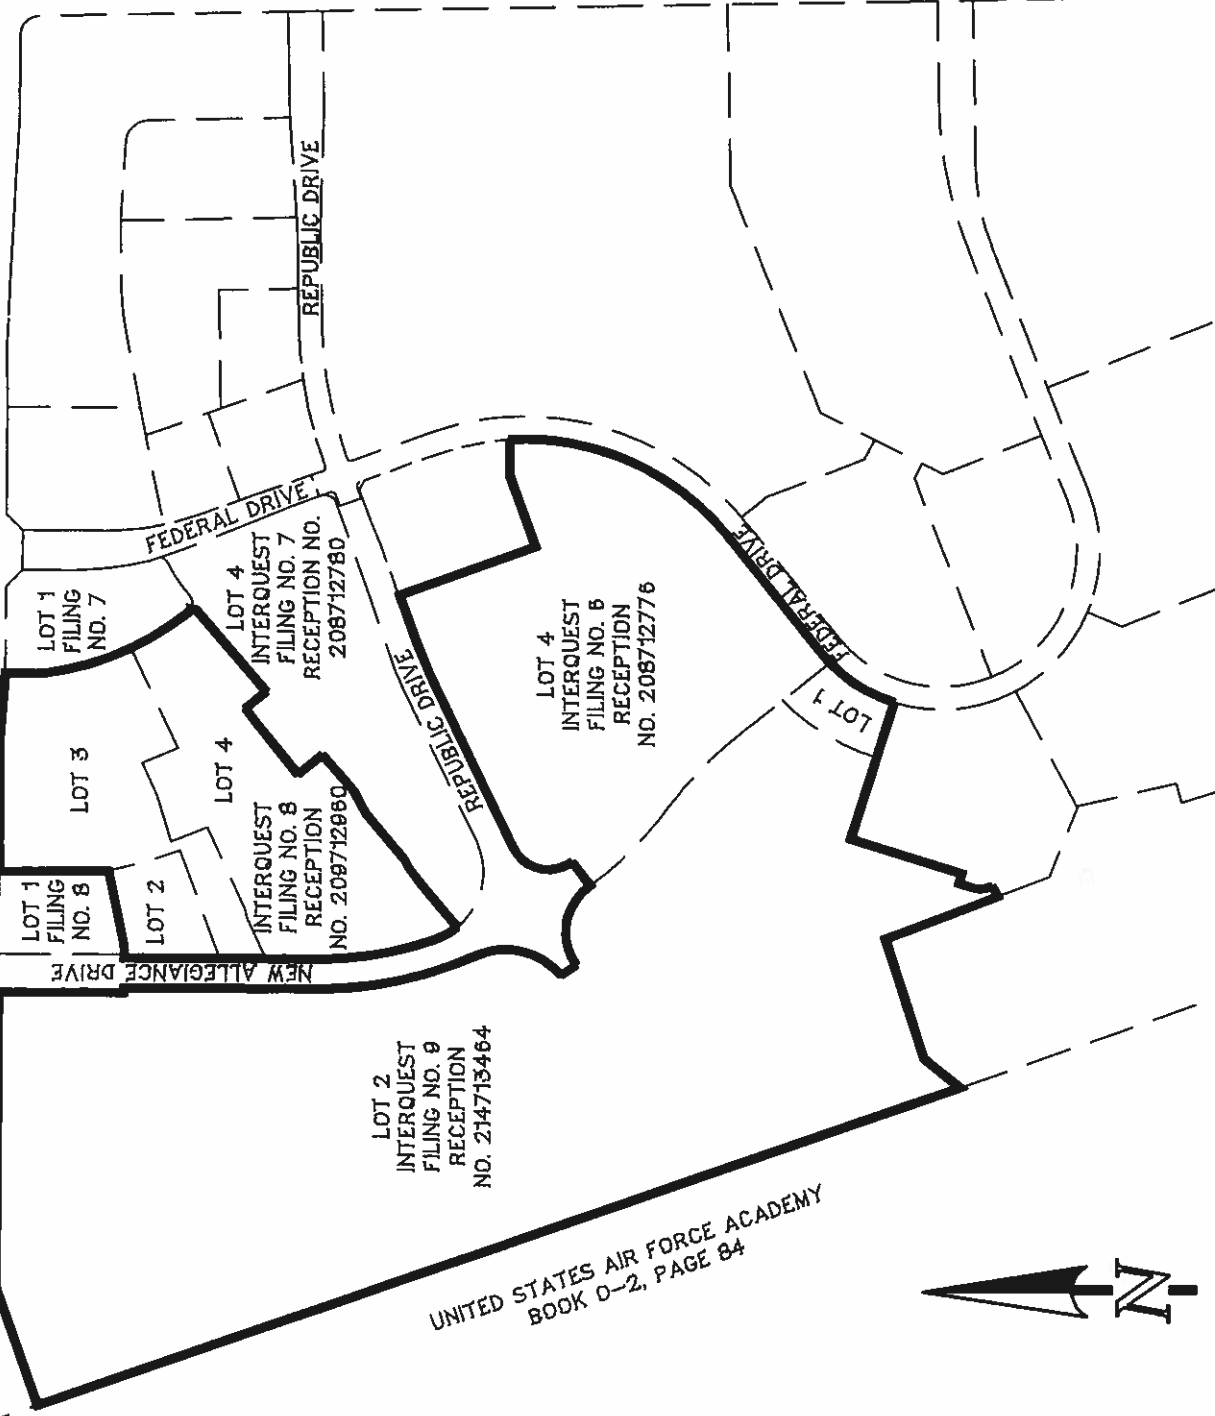 REPUBLIC DRIVE
FEDERAL DRIVE
LOT 1
FILING
NO. 7
LOT 4
INTERQUEST
FILING NO. 7
RECEPTION NO.
208712780
LOT 3
LOT 4
INTERQUEST
FILING NO. 8
RECEPTION
NO. 209712960
REPUBLIC DRIVE
LOT 4
INTERQUEST
FILING NO. 6
RECEPTION
NO. 208712776
FEDERAL DRIVE
FEDERAL DRIVE
LOT 1
LOT 1
FILING
NO. 8
LOT 2
NEW ALLEGIANCE DRIVE
LOT 2
INTERQUEST
FILING NO. 9
RECEPTION
NO. 214713464
UNITED STATES AIR FORCE ACADEMY
BOOK O-2, PAGE 84
N